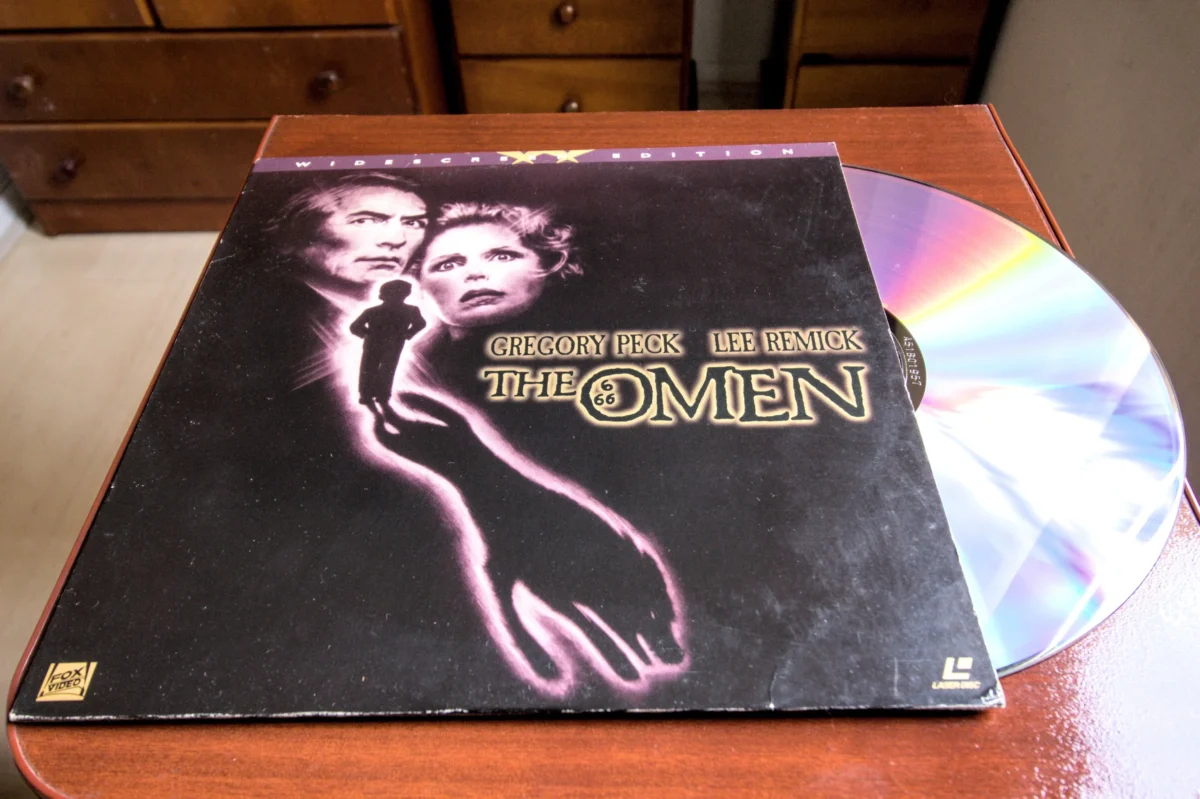 WIDESCREEN EDITION
GREGORY PECK LEE REMICK
THE OMEN
6
66
FOX
VIDEO
LASERDISC